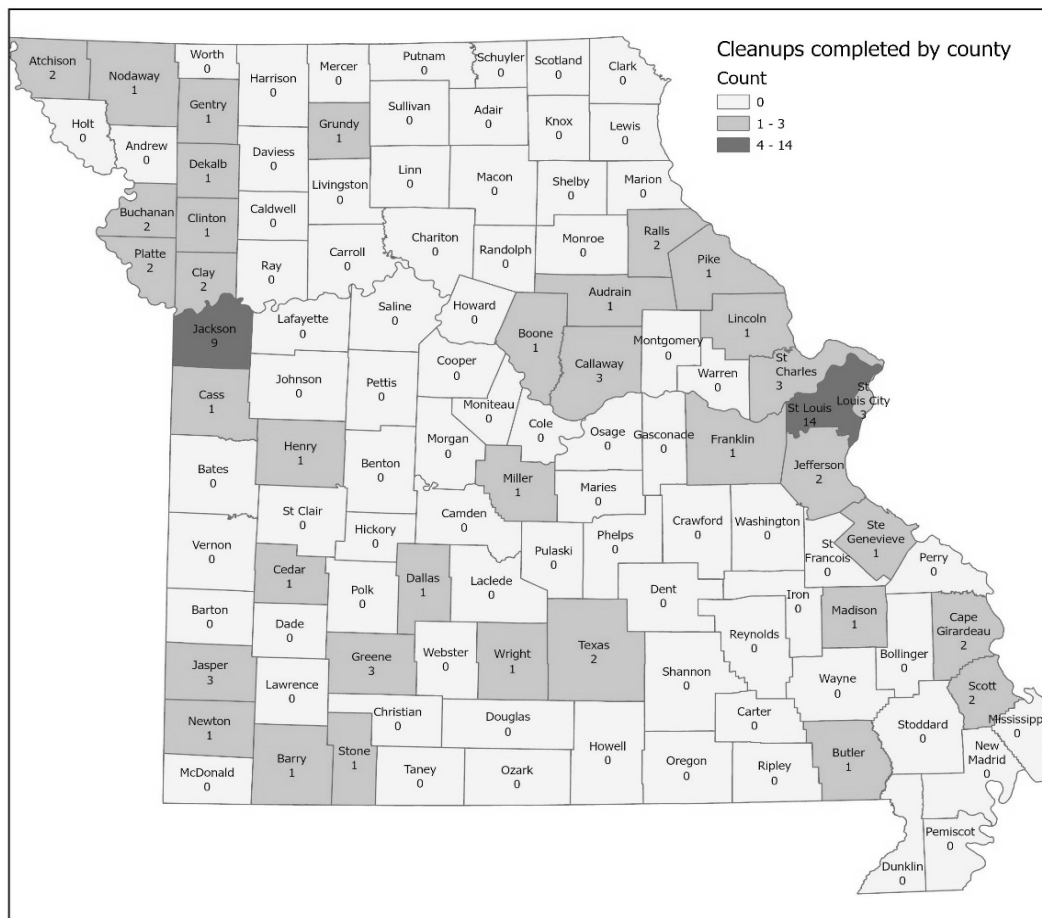 Cleanups completed by county
Count
0
1 - 3
4 - 14
Atchison
2
Nodaway
1
Worth
0
Harrison
0
Mercer
0
Putnam
0
Schuyler
0
Scotland
0
Clark
0
Holt
0
Andrew
0
Gentry
1
Grundy
1
Sullivan
0
Adair
0
Knox
0
Lewis
0
Dekalb
1
Daviess
0
Livingston
0
Linn
0
Macon
0
Shelby
0
Marion
0
Buchanan
2
Clinton
1
Caldwell
0
Platte
2
Clay
2
Ray
0
Carroll
0
Chariton
0
Randolph
0
Monroe
0
Ralls
2
Pike
1
Jackson
9
Lafayette
0
Saline
0
Howard
0
Boone
1
Audrain
1
Callaway
3
Montgomery
0
Lincoln
1
Warren
0
St
Charles
3
St Louis
14
St
Louis City
3
Cass
1
Johnson
0
Pettis
0
Cooper
0
Moniteau
0
Cole
0
Osage
0
Gasconade
0
Franklin
1
Jefferson
2
Bates
0
Henry
1
Benton
0
Morgan
0
Miller
1
Maries
0
Vernon
0
St Clair
0
Hickory
0
Camden
0
Pulaski
0
Phelps
0
Crawford
0
Washington
0
St
Francois
0
Ste
Genevieve
1
Perry
0
Cedar
1
Polk
0
Dallas
1
Laclede
0
Dent
0
Iron
0
Madison
1
Cape
Girardeau
2
Barton
0
Dade
0
Greene
3
Webster
0
Wright
1
Texas
2
Shannon
0
Reynolds
0
Wayne
0
Bollinger
0
Scott
2
Jasper
3
Lawrence
0
Christian
0
Douglas
0
Howell
0
Carter
0
Stoddard
0
Mississippi
0
Newton
1
Barry
1
Stone
1
Taney
0
Ozark
0
Oregon
0
Ripley
0
Butler
1
New
Madrid
0
McDonald
0
Dunklin
0
Pemiscot
0